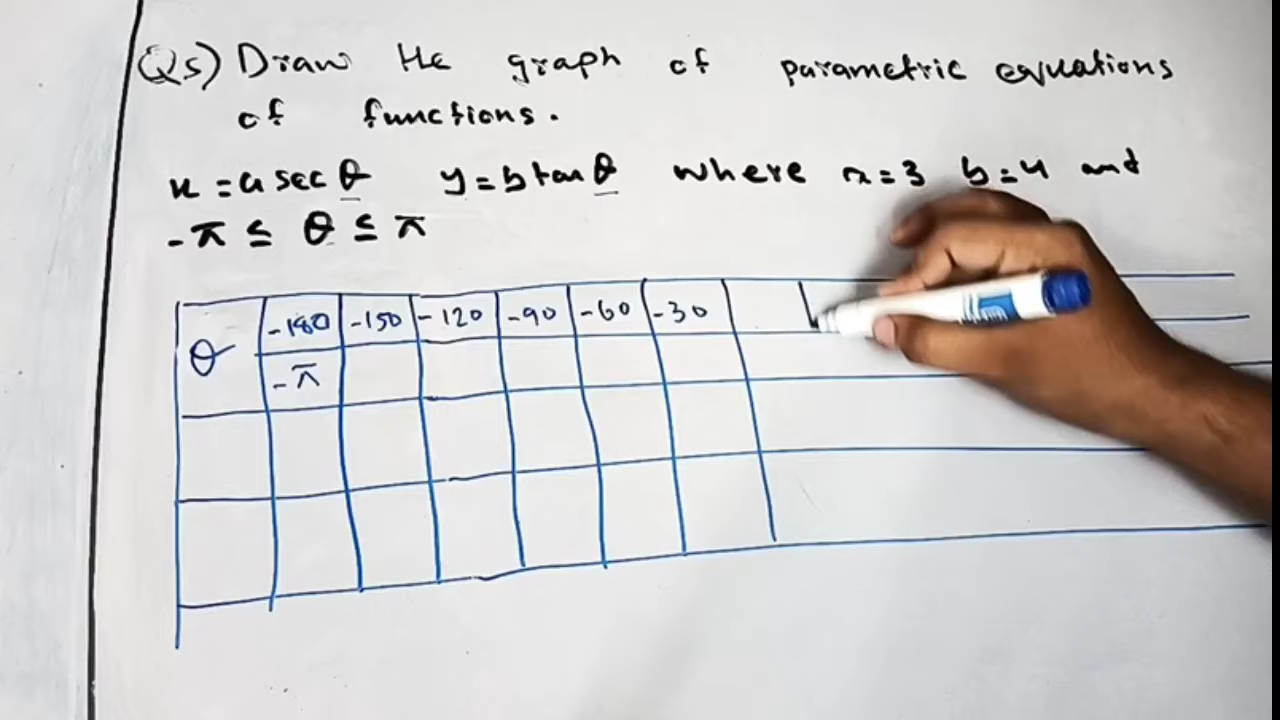 Q5) Draw the graph of parametric equations
of functions.
x = a sec θ y = b tan θ where x = 3 b = 4 and
-π ≤ θ ≤ π
θ -180 -150 -120 -90 -60 -30
-π